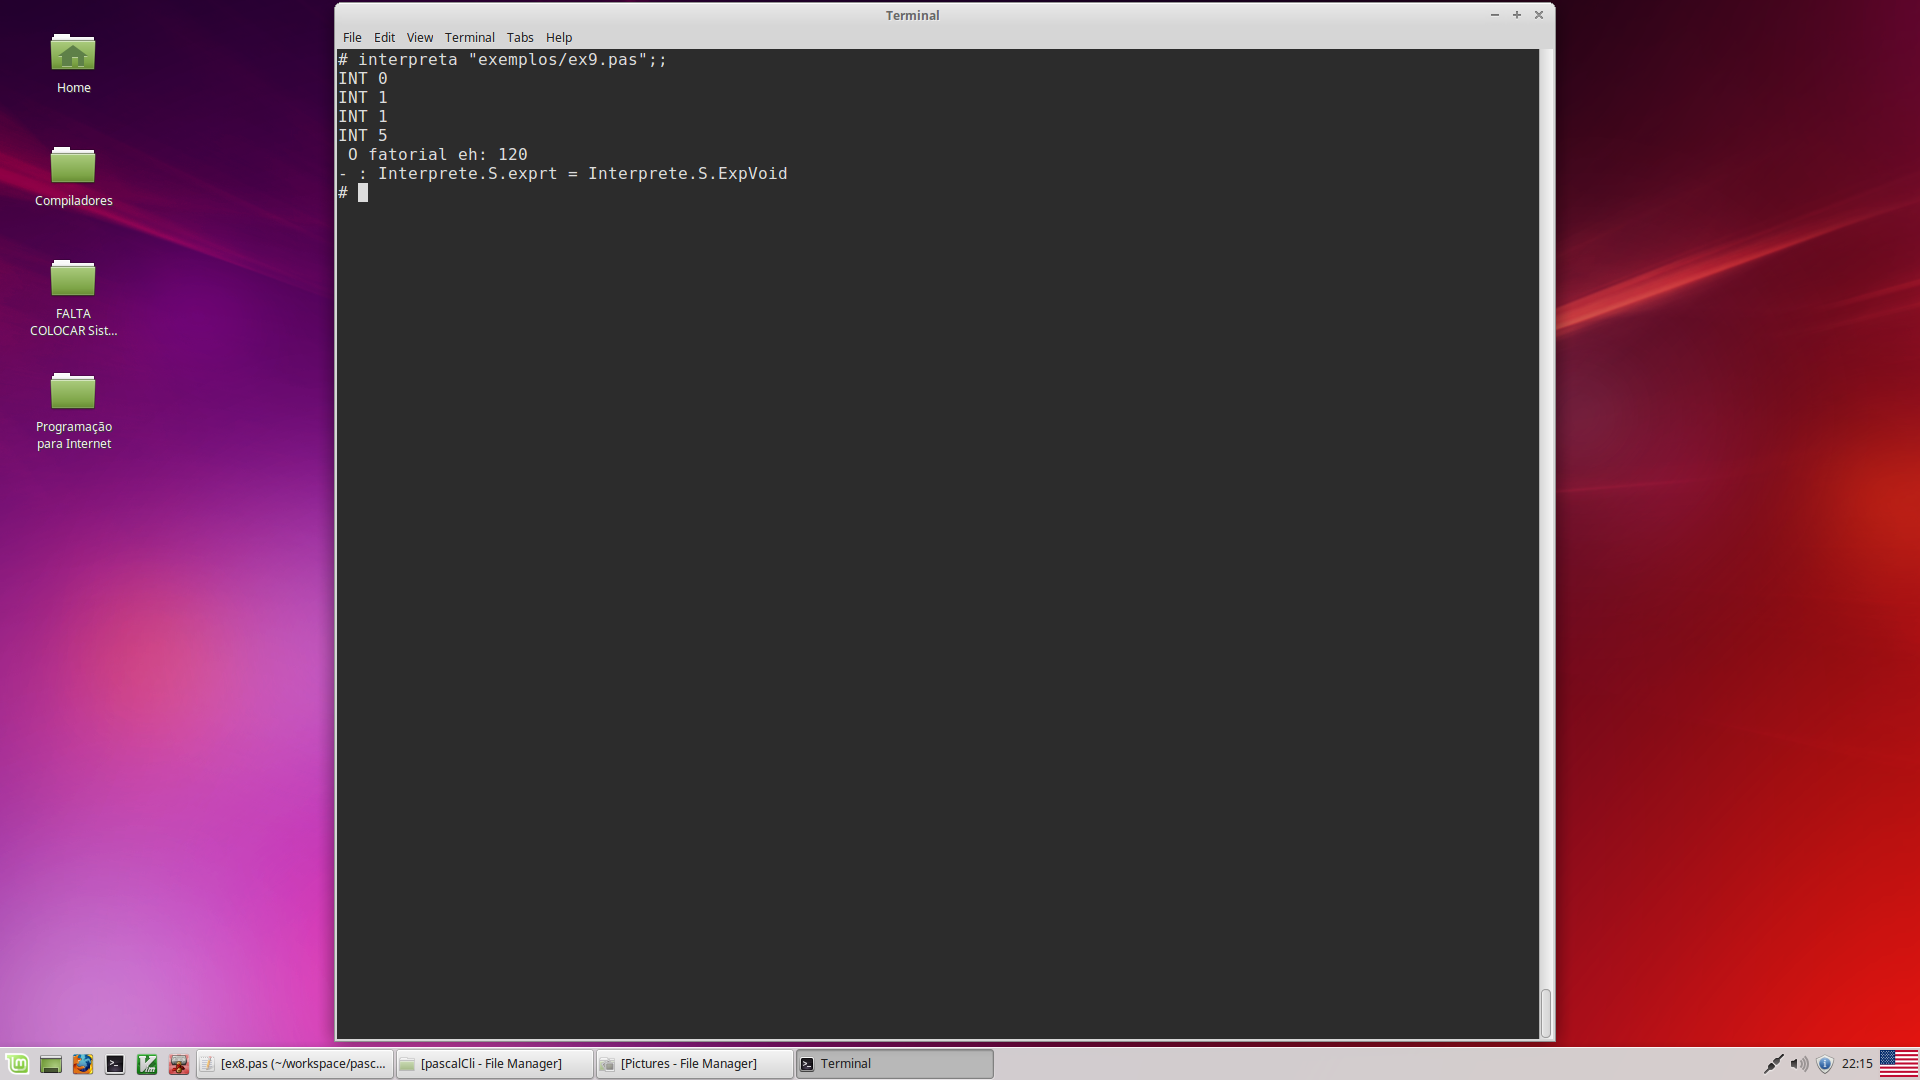 Terminal
File Edit View Terminal Tabs Help
# interpreta "exemplos/ex9.pas";;
INT 0
INT 1
INT 1
INT 5
O fatorial eh: 120
- : Interprete.S.exprt = Interprete.S.ExpVoid
#
Home
Compiladores
FALTA
COLOCAR Sist...
Programação
para Internet
[ex8.pas (~/workspace/pasc...
[pascalCli - File Manager]
[Pictures - File Manager]
Terminal
22:15